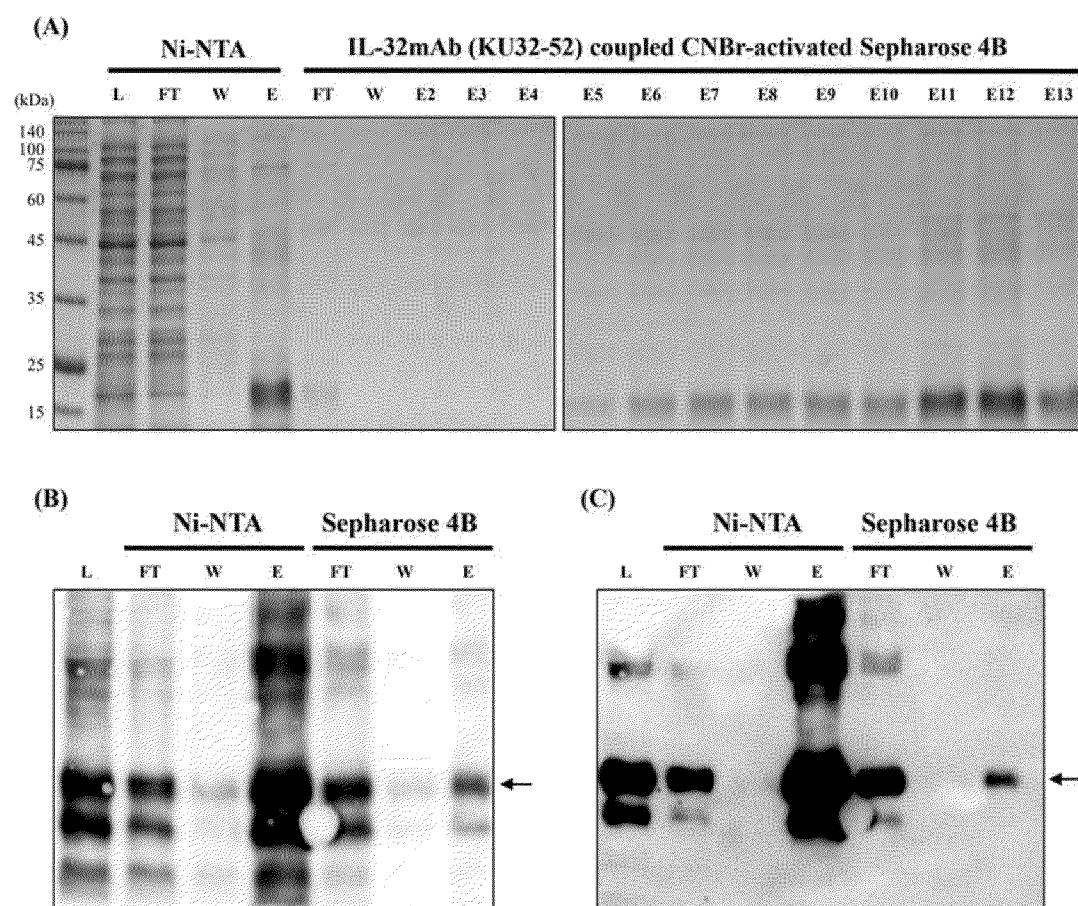 (A)
Ni-NTA IL-32mAb (KU32-52) coupled CNBr-activated Sepharose 4B
(kDa) L FT W E FT W E2 E3 E4 E5 E6 E7 E8 E9 E10 E11 E12 E13
140
100
75
60
45
35
25
15
(B)
Ni-NTA Sepharose 4B
L FT W E FT W E
(C)
Ni-NTA Sepharose 4B
L FT W E FT W E